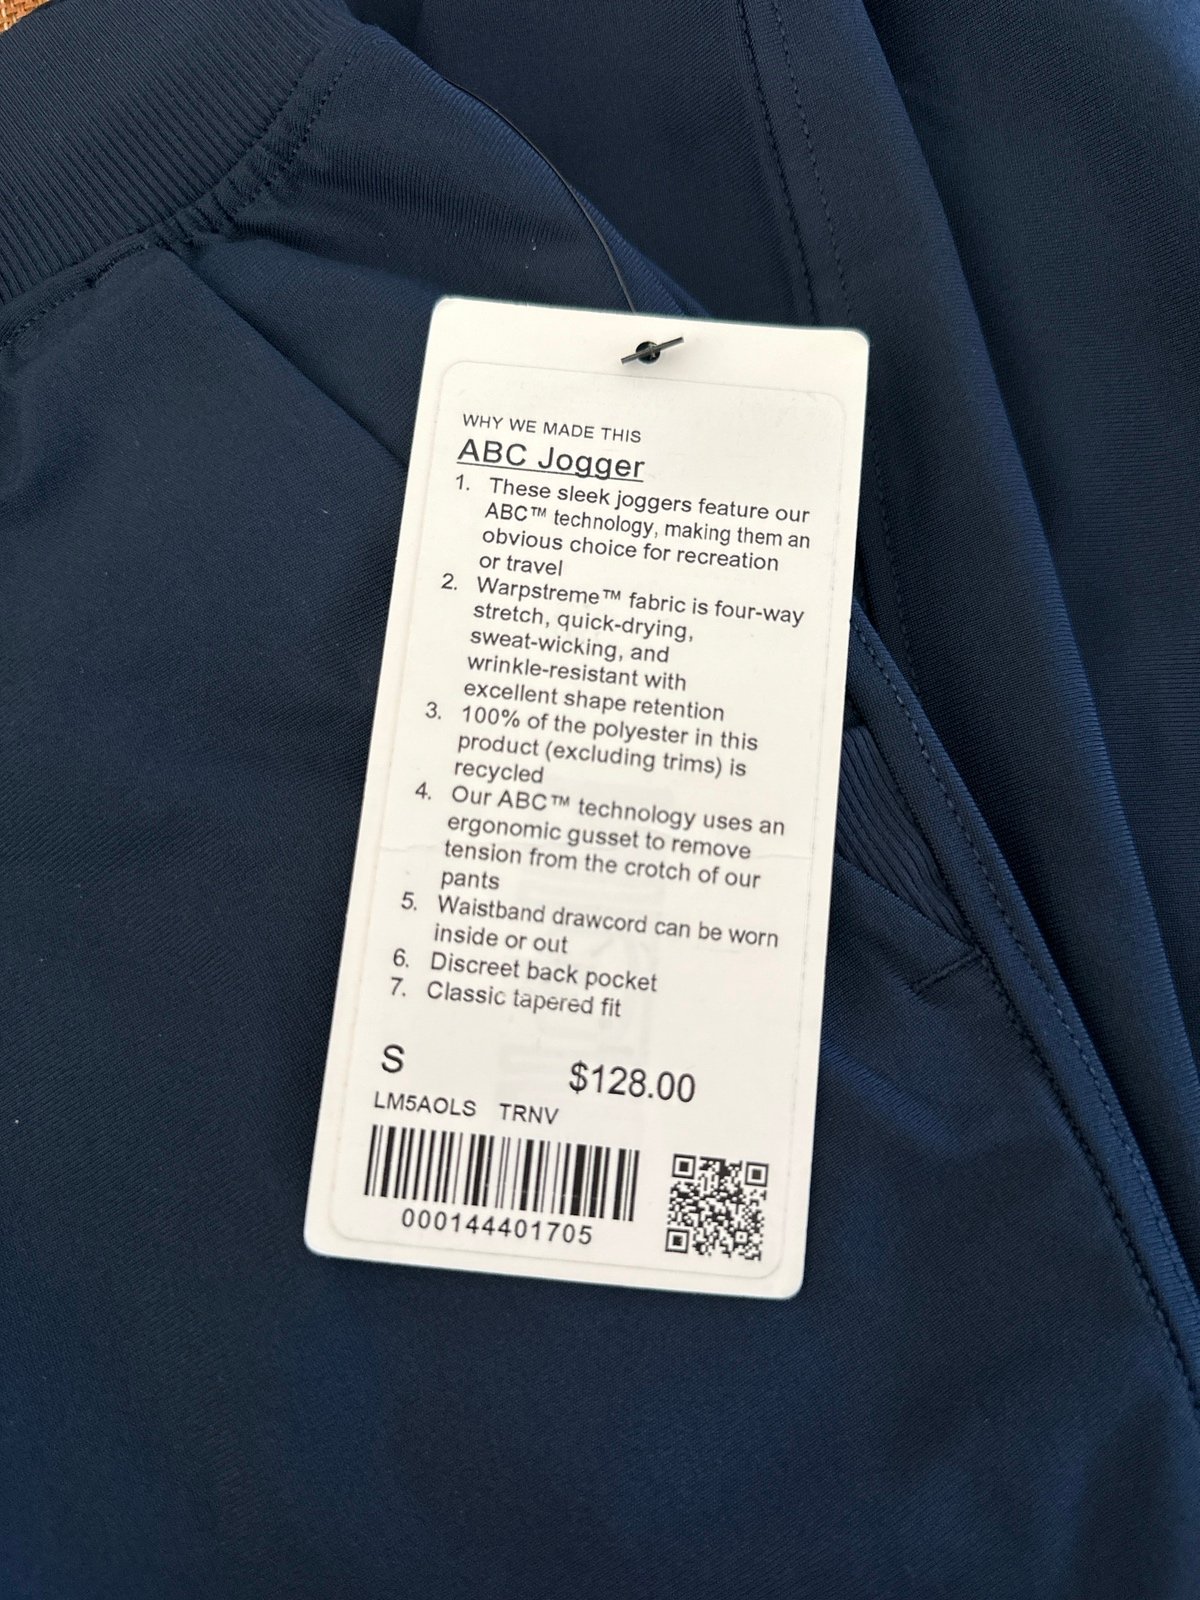 WHY WE MADE THIS
ABC Jogger
1. These sleek joggers feature our
ABC™ technology, making them an
obvious choice for recreation
or travel
2. Warpstreme™ fabric is four-way
stretch, quick-drying,
sweat-wicking, and
wrinkle-resistant with
excellent shape retention
3. 100% of the polyester in this
product (excluding trims) is
recycled
4. Our ABC™ technology uses an
ergonomic gusset to remove
tension from the crotch of our
pants
5. Waistband drawcord can be worn
inside or out
6. Discreet back pocket
7. Classic tapered fit
S $128.00
LM5AOLS TRNV
000144401705